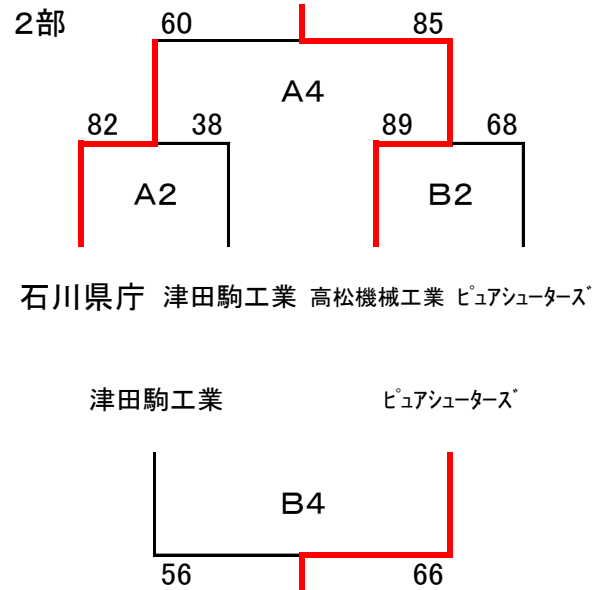 2部 60 85
A4
82 38 89 68
A2 B2
石川県庁 津田駒工業 高松機械工業 ピュアシューターズ
津田駒工業 ピュアシューターズ
B4
56 66